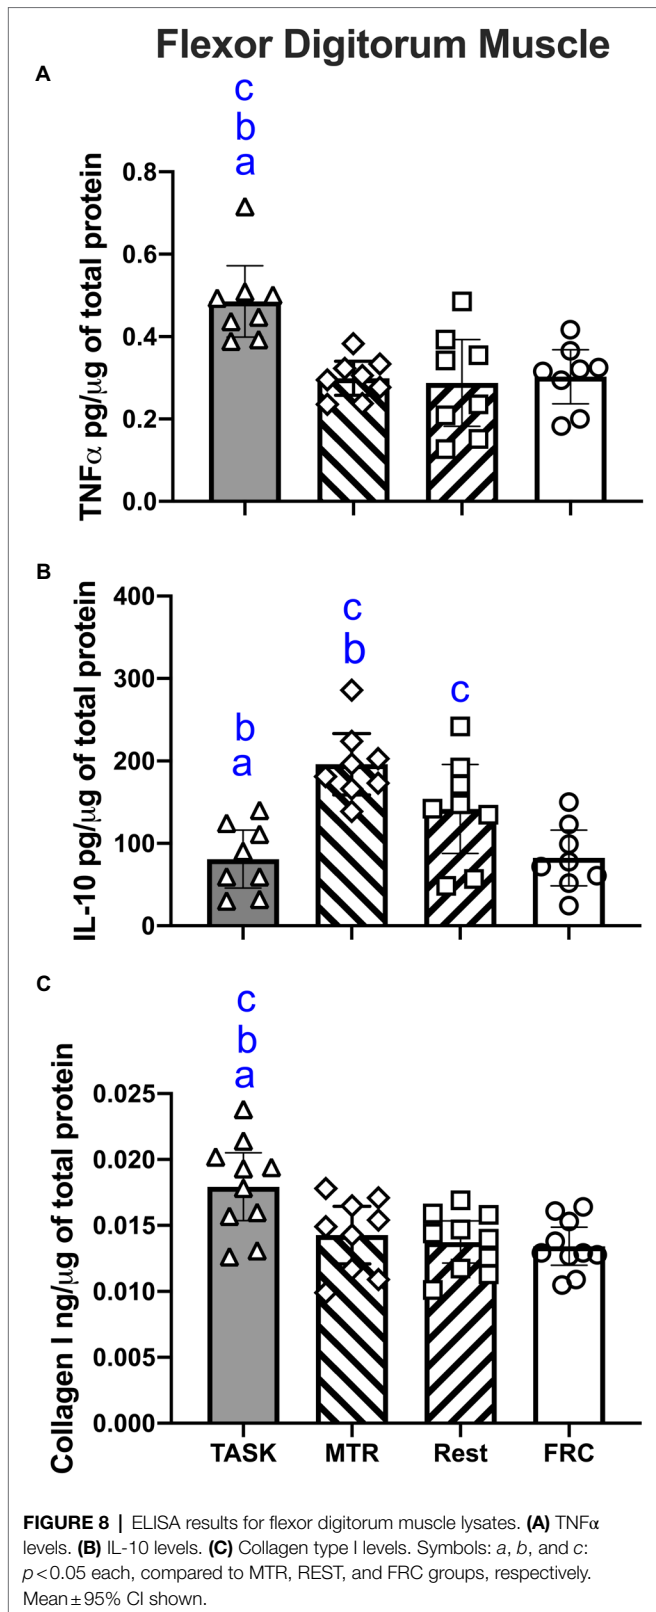 Flexor Digitorum Muscle
A
c
b
a
TNFα pg/μg of total protein
0.8
0.6
0.4
0.2
0.0
B
IL-10 pg/μg of total protein
400
300
200
100
0
b
a
c
b
c
C
Collagen I ng/μg of total protein
c
b
a
0.025
0.020
0.015
0.010
0.005
0.000
TASK MTR Rest FRC
FIGURE 8 | ELISA results for flexor digitorum muscle lysates. (A) TNFα
levels. (B) IL-10 levels. (C) Collagen type I levels. Symbols: a, b, and c:
p<0.05 each, compared to MTR, REST, and FRC groups, respectively.
Mean±95% CI shown.